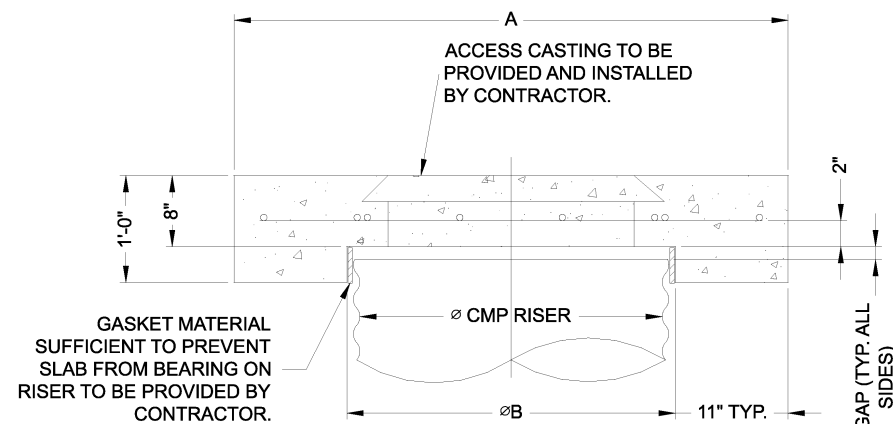 A
ACCESS CASTING TO BE
PROVIDED AND INSTALLED
BY CONTRACTOR.
2"
1'-0"
8"
GASKET MATERIAL
SUFFICIENT TO PREVENT
SLAB FROM BEARING ON
RISER TO BE PROVIDED BY
CONTRACTOR.
Ø CMP RISER
ØB
11" TYP.
GAP (TYP. ALL
SIDES)